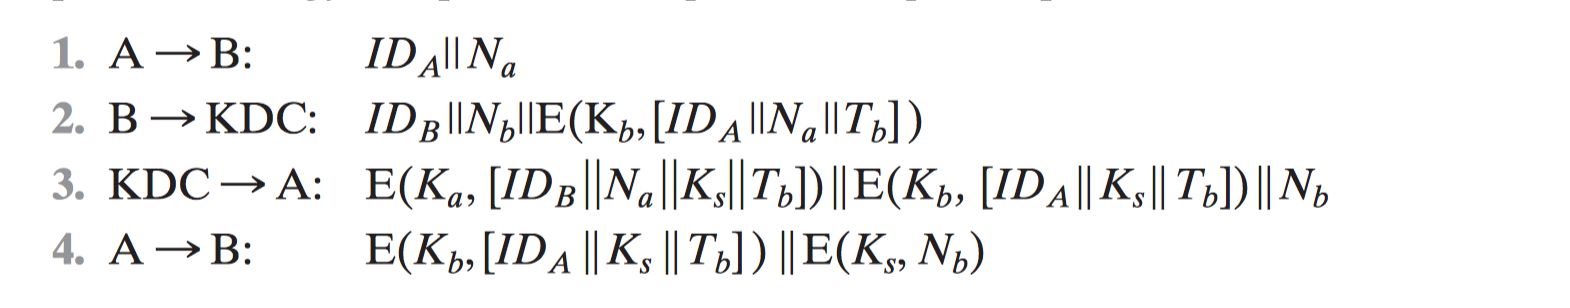 1. A → B: ID_A || N_a
2. B → KDC: ID_B || N_b || E(K_b, [ID_A || N_a || T_b])
3. KDC → A: E(K_a, [ID_B || N_a || K_s || T_b]) || E(K_b, [ID_A || K_s || T_b]) || N_b
4. A → B: E(K_b, [ID_A || K_s || T_b]) || E(K_s, N_b)